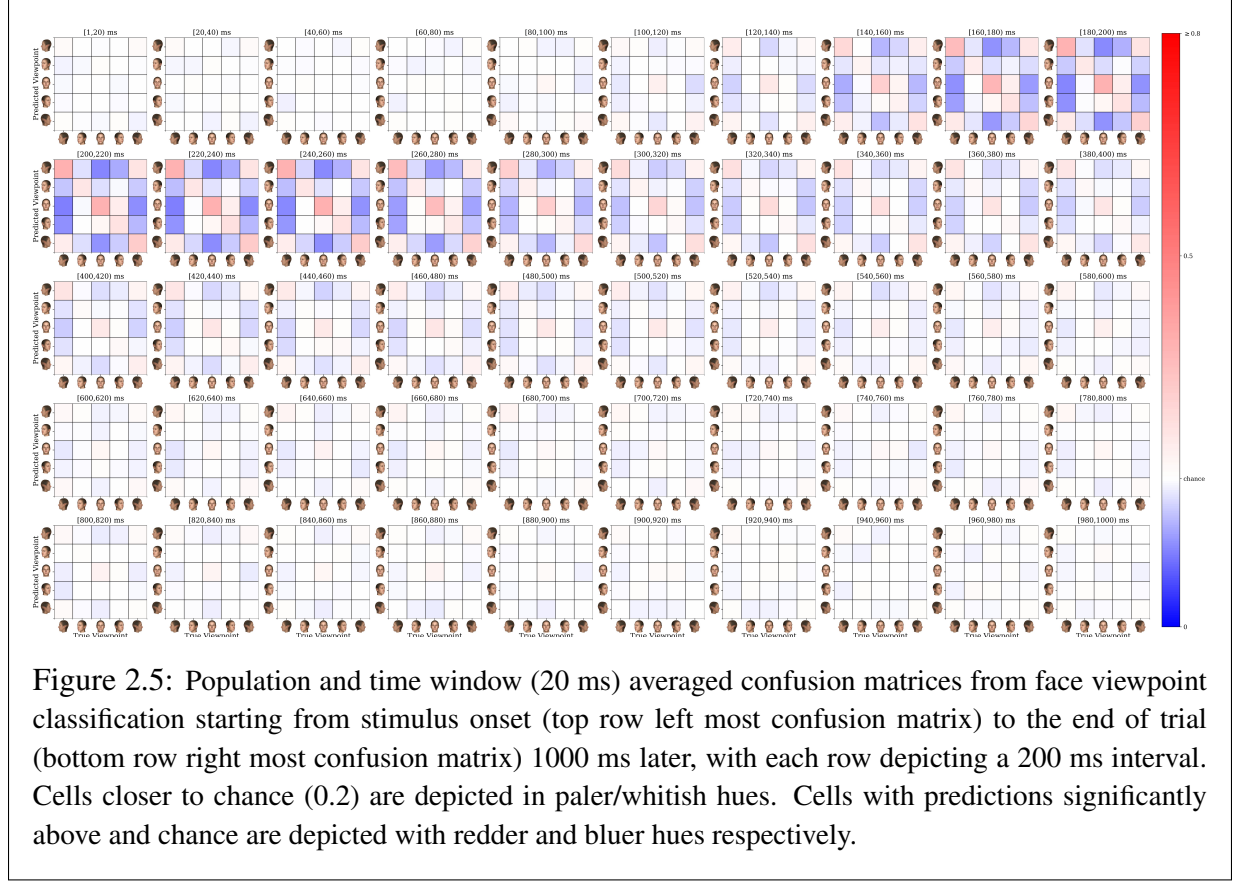 [1,20) ms [20,40) ms [40,60) ms [60,80) ms [80,100) ms [100,120) ms [120,140) ms [140,160) ms [160,180) ms [180,200) ms
≥ 0.8
Predicted Viewpoint
[200,220) ms [220,240) ms [240,260) ms [260,280) ms [280,300) ms [300,320) ms [320,340) ms [340,360) ms [360,380) ms [380,400) ms
Predicted Viewpoint
0.5
[400,420) ms [420,440) ms [440,460) ms [460,480) ms [480,500) ms [500,520) ms [520,540) ms [540,560) ms [560,580) ms [580,600) ms
Predicted Viewpoint
[600,620) ms [620,640) ms [640,660) ms [660,680) ms [680,700) ms [700,720) ms [720,740) ms [740,760) ms [760,780) ms [780,800) ms
Predicted Viewpoint
chance
[800,820) ms [820,840) ms [840,860) ms [860,880) ms [880,900) ms [900,920) ms [920,940) ms [940,960) ms [960,980) ms [980,1000) ms
Predicted Viewpoint
0
True Viewpoint True Viewpoint True Viewpoint True Viewpoint True Viewpoint True Viewpoint True Viewpoint True Viewpoint True Viewpoint True Viewpoint
Figure 2.5: Population and time window (20 ms) averaged confusion matrices from face viewpoint
classification starting from stimulus onset (top row left most confusion matrix) to the end of trial
(bottom row right most confusion matrix) 1000 ms later, with each row depicting a 200 ms interval.
Cells closer to chance (0.2) are depicted in paler/whitish hues. Cells with predictions significantly
above and chance are depicted with redder and bluer hues respectively.